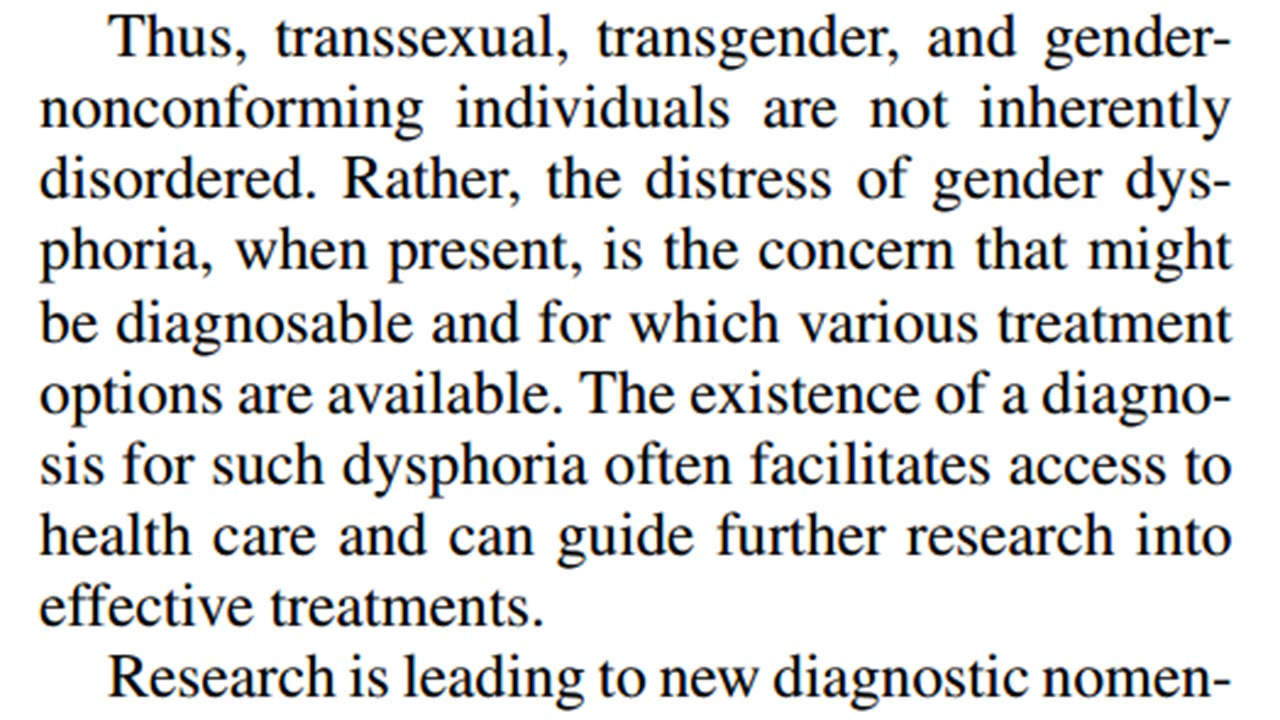 Thus, transsexual, transgender, and gender-
nonconforming individuals are not inherently
disordered. Rather, the distress of gender dys-
phoria, when present, is the concern that might
be diagnosable and for which various treatment
options are available. The existence of a diagno-
sis for such dysphoria often facilitates access to
health care and can guide further research into
effective treatments.
Research is leading to new diagnostic nomen-